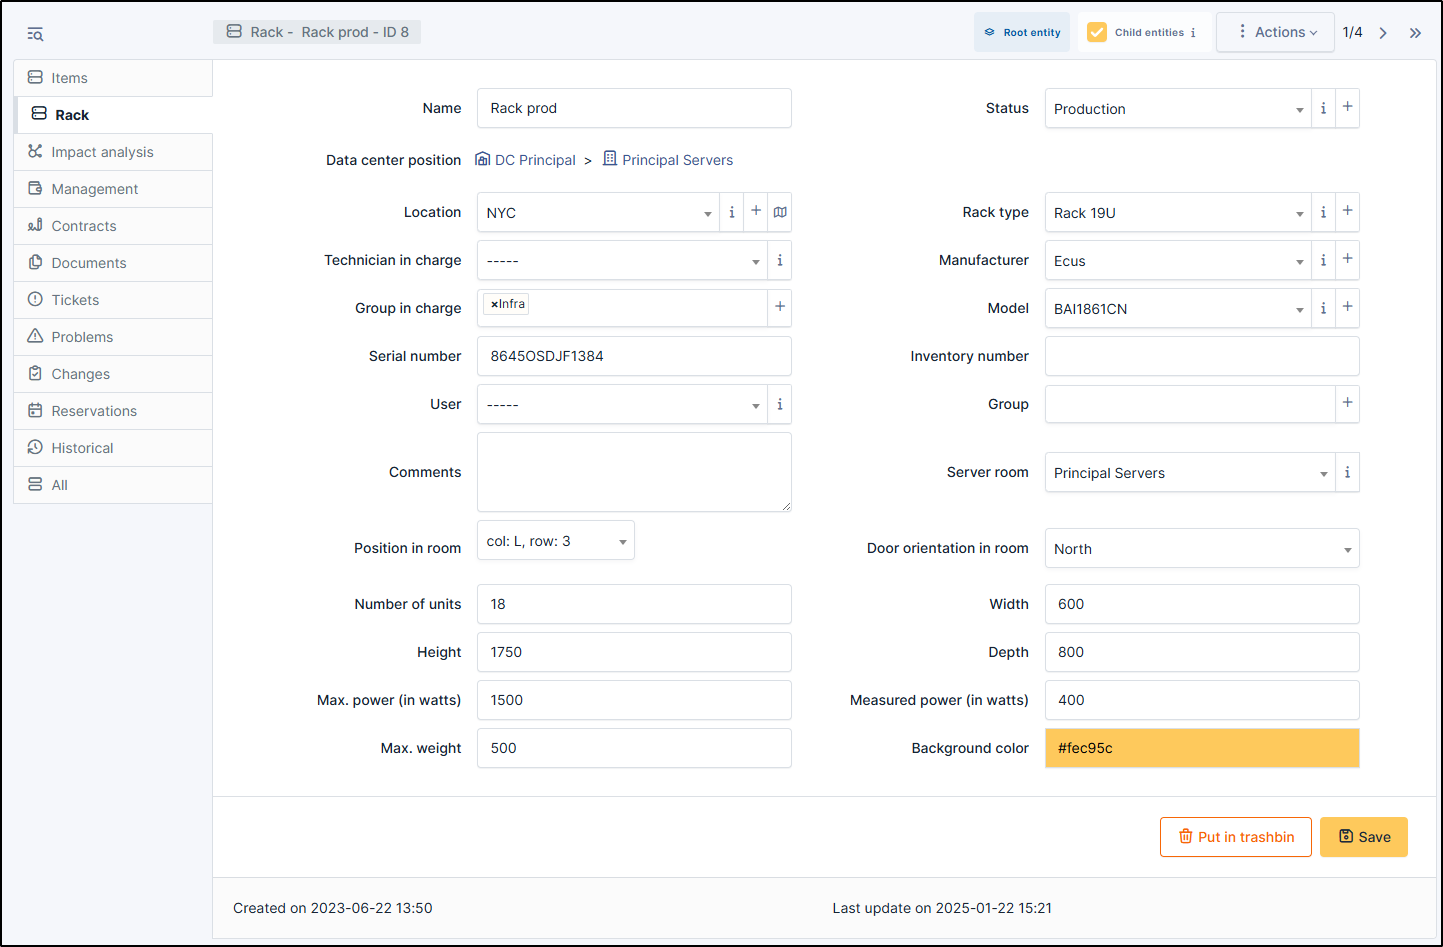 Rack - Rack prod - ID 8
Root entity
Child entities i
Actions
1/4
Items
Rack
Impact analysis
Management
Contracts
Documents
Tickets
Problems
Changes
Reservations
Historical
All
Name Rack prod
Status Production i +
Data center position DC Principal > Principal Servers
Location NYC i +
Rack type Rack 19U i +
Technician in charge ----- i
Manufacturer Ecus i +
Group in charge ×Infra +
Model BAI1861CN i +
Serial number 8645OSDJF1384
Inventory number
User ----- i
Group +
Comments
Server room Principal Servers i
Position in room col: L, row: 3
Door orientation in room North
Number of units 18
Width 600
Height 1750
Depth 800
Max. power (in watts) 1500
Measured power (in watts) 400
Max. weight 500
Background color #fec95c
Put in trashbin
Save
Created on 2023-06-22 13:50
Last update on 2025-01-22 15:21